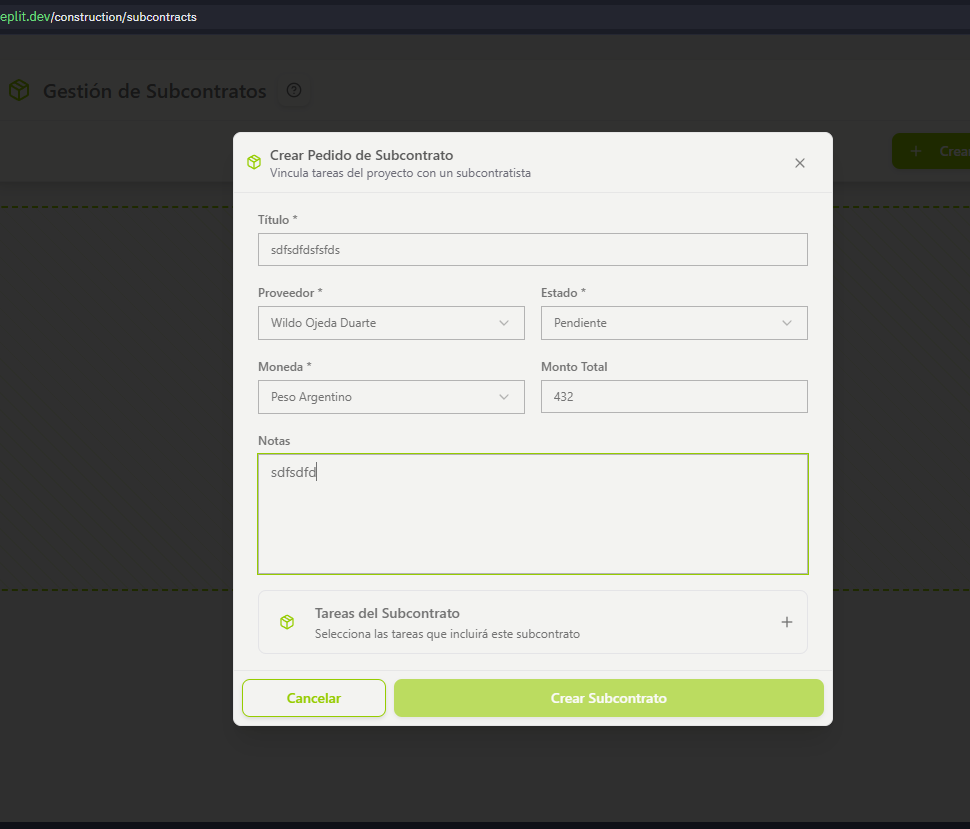 eplit.dev/construction/subcontracts
Gestión de Subcontratos
Crear Pedido de Subcontrato
Vincula tareas del proyecto con un subcontratista
+ Crea
Título *
sdfsdfdsfsfds
Proveedor * Estado *
Wildo Ojeda Duarte Pendiente
Moneda * Monto Total
Peso Argentino 432
Notas
sdfsdfd
Tareas del Subcontrato
Selecciona las tareas que incluirá este subcontrato
Cancelar Crear Subcontrato